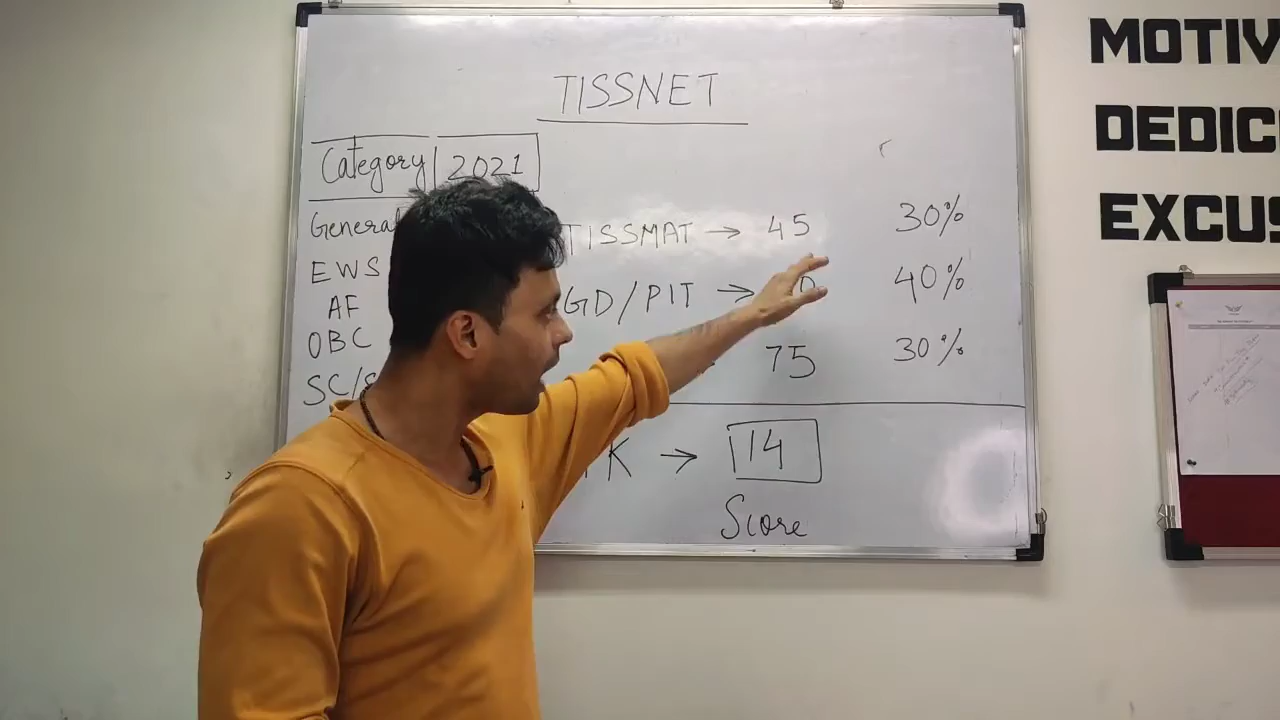 TISSNET
Category 2021
General
TISSMAT → 45 30%
EWS
GD/PIT → 40%
AF
OBC
75 30%
SC/
K → 14
Score
MOTIV
DEDIC
EXCUS